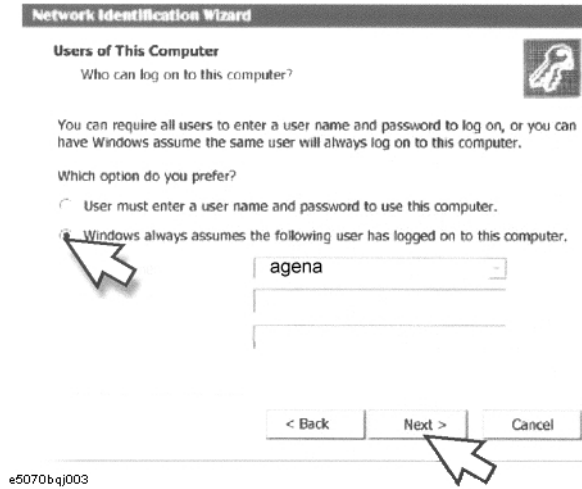 Network Identification Wizard
Users of This Computer
Who can log on to this computer?
You can require all users to enter a user name and password to log on, or you can
have Windows assume the same user will always log on to this computer.
Which option do you prefer?
User must enter a user name and password to use this computer.
Windows always assumes the following user has logged on to this computer.
agena
< Back Next > Cancel
e5070bqj003